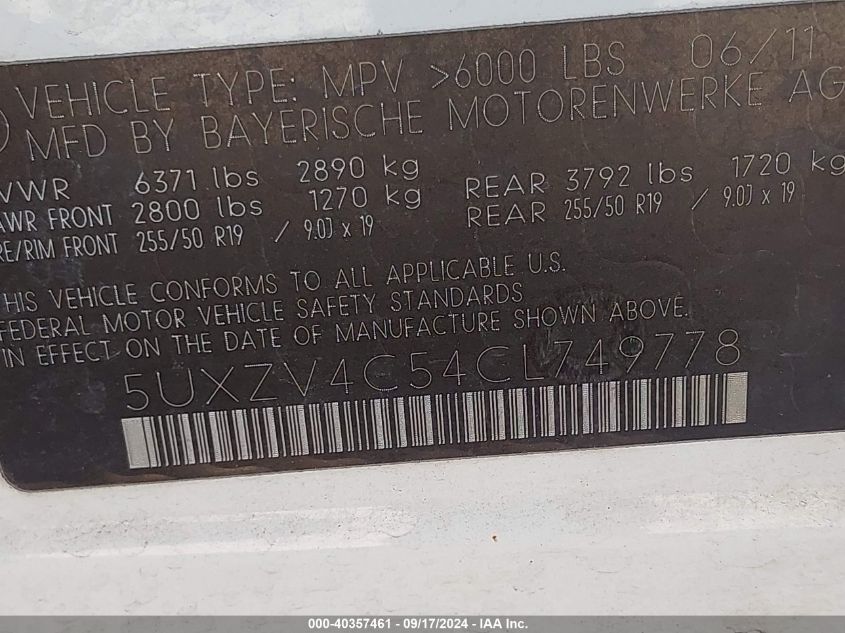 VEHICLE TYPE: MPV >6000 LBS 06/11
MFD BY BAYERISCHE MOTORENWERKE AG
VWR 6371 lbs 2890 kg
AWR FRONT 2800 lbs 1270 kg REAR 3792 lbs 1720 kg
RE/RIM FRONT 255/50 R19 / 9.0J x 19 REAR 255/50 R19 / 9.0J x 19
HIS VEHICLE CONFORMS TO ALL APPLICABLE U.S.
FEDERAL MOTOR VEHICLE SAFETY STANDARDS
IN EFFECT ON THE DATE OF MANUFACTURE SHOWN ABOVE.
5UXZV4C54CL749778
000-40357461 - 09/17/2024 - IAA Inc.